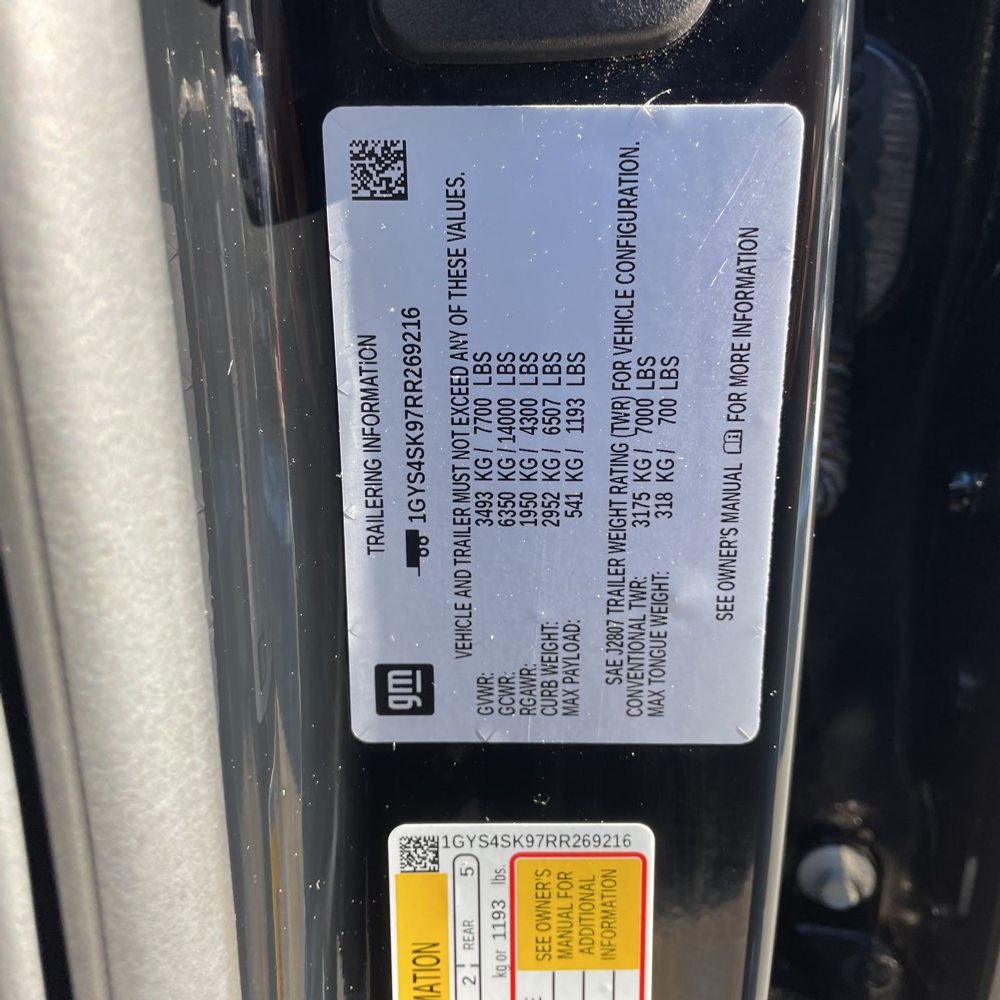 gm
TRAILERING INFORMATION
1GYS4SK97RR269216
VEHICLE AND TRAILER MUST NOT EXCEED ANY OF THESE VALUES.
GVWR: 3493 KG / 7700 LBS
GCWR: 6350 KG / 14000 LBS
RGAWR: 1950 KG / 4300 LBS
CURB WEIGHT: 2952 KG / 6507 LBS
MAX PAYLOAD: 541 KG / 1193 LBS
SAE J2807 TRAILER WEIGHT RATING (TWR) FOR VEHICLE CONFIGURATION.
CONVENTIONAL TWR: 3175 KG / 7000 LBS
MAX TONGUE WEIGHT: 318 KG / 700 LBS
SEE OWNER'S MANUAL FOR MORE INFORMATION
1GYS4SK97RR269216
MATION
2 REAR 5
kg or 1193 lbs.
SEE OWNER'S
MANUAL FOR
ADDITIONAL
INFORMATION